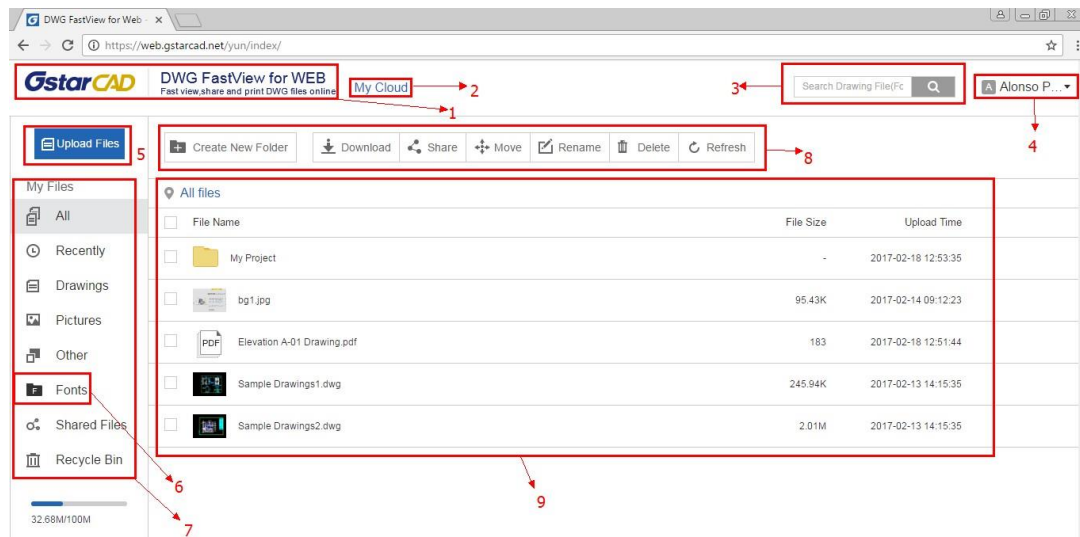 DWG FastView for Web -
https://web.gstarcad.net/yun/index/
GstarCAD
DWG FastView for WEB
Fast view,share and print DWG files online
My Cloud
2
3
Search Drawing File(Fc
A Alonso P...
1
4
Upload Files
5
Create New Folder
Download
Share
Move
Rename
Delete
Refresh
8
My Files
All
Recently
Drawings
Pictures
Other
F Fonts
Shared Files
Recycle Bin
32.68M/100M
All files
File Name File Size Upload Time
My Project - 2017-02-18 12:53:35
bg1.jpg 95.43K 2017-02-14 09:12:23
PDF Elevation A-01 Drawing.pdf 183 2017-02-18 12:51:44
Sample Drawings1.dwg 245.94K 2017-02-13 14:15:35
Sample Drawings2.dwg 2.01M 2017-02-13 14:15:35
6
7
9